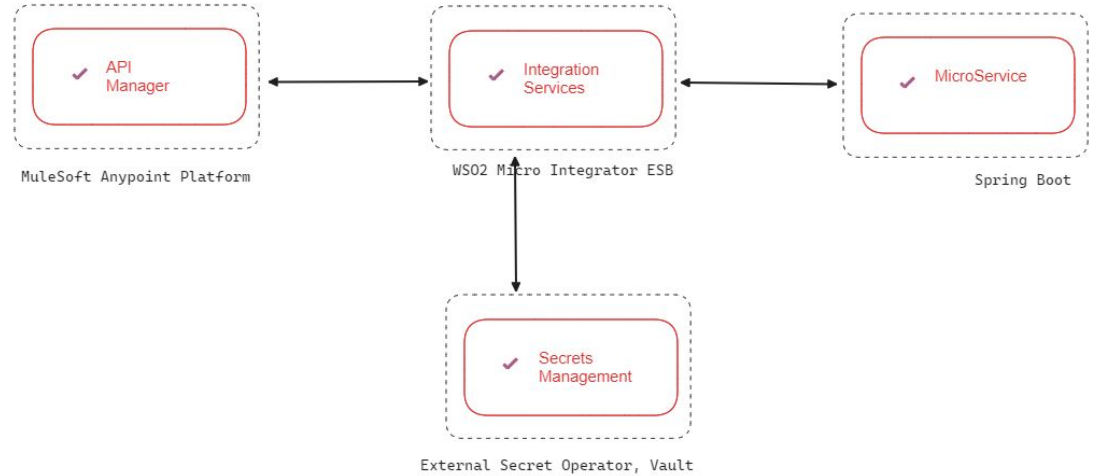 API
Manager
MuleSoft Anypoint Platform
Integration
Services
WSO2 Micro Integrator ESB
MicroService
Spring Boot
Secrets
Management
External Secret Operator, Vault